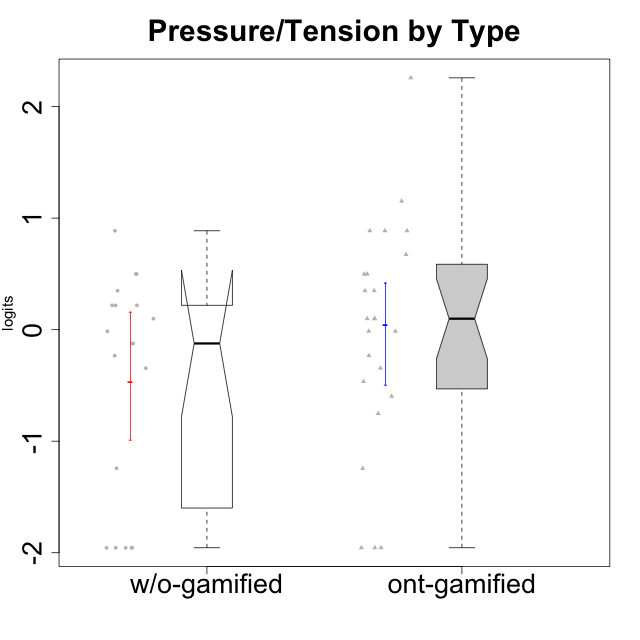 Pressure/Tension by Type
logits
2
1
0
-1
-2
w/o-gamified ont-gamified